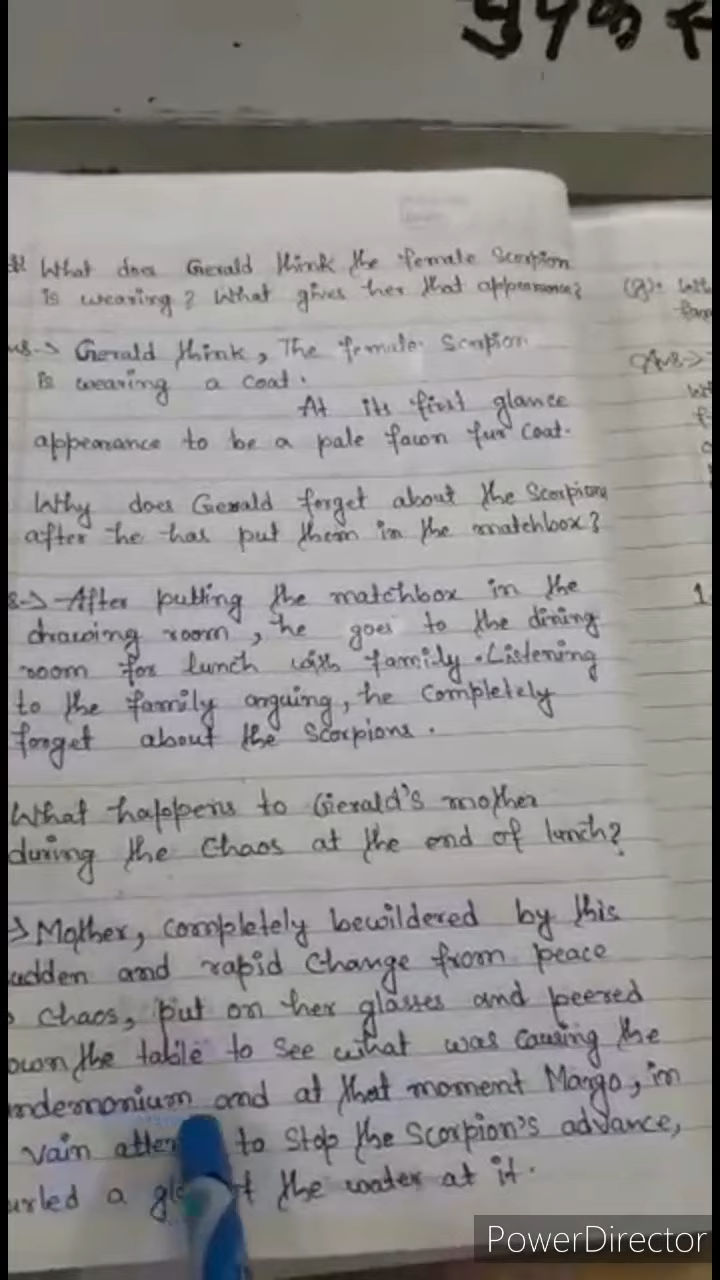 What does Gerald think the female Scorpion
is wearing? What gives her that appearance?
Gerald think, The female Scorpion
is wearing a coat.
At its first glance
appearance to be a pale fawn fur coat.
Why does Gerald forget about the Scorpions
after he has put them in the matchbox?
After putting the matchbox in the
drawing room, he goes to the dining
room for lunch with family. Listening
to the family arguing, he completely
forget about the Scorpions.
What happens to Gierald's mother
during the Chaos at the end of lunch?
Mother, completely bewildered by this
udden and rapid Change from peace
Chaos, put on her glasses and peered
own the table to see what was causing the
ndemonium and at that moment Margo, in
vain to stop the Scorpion's advance,
urled a the water at it.
(g)
1.
PowerDirector